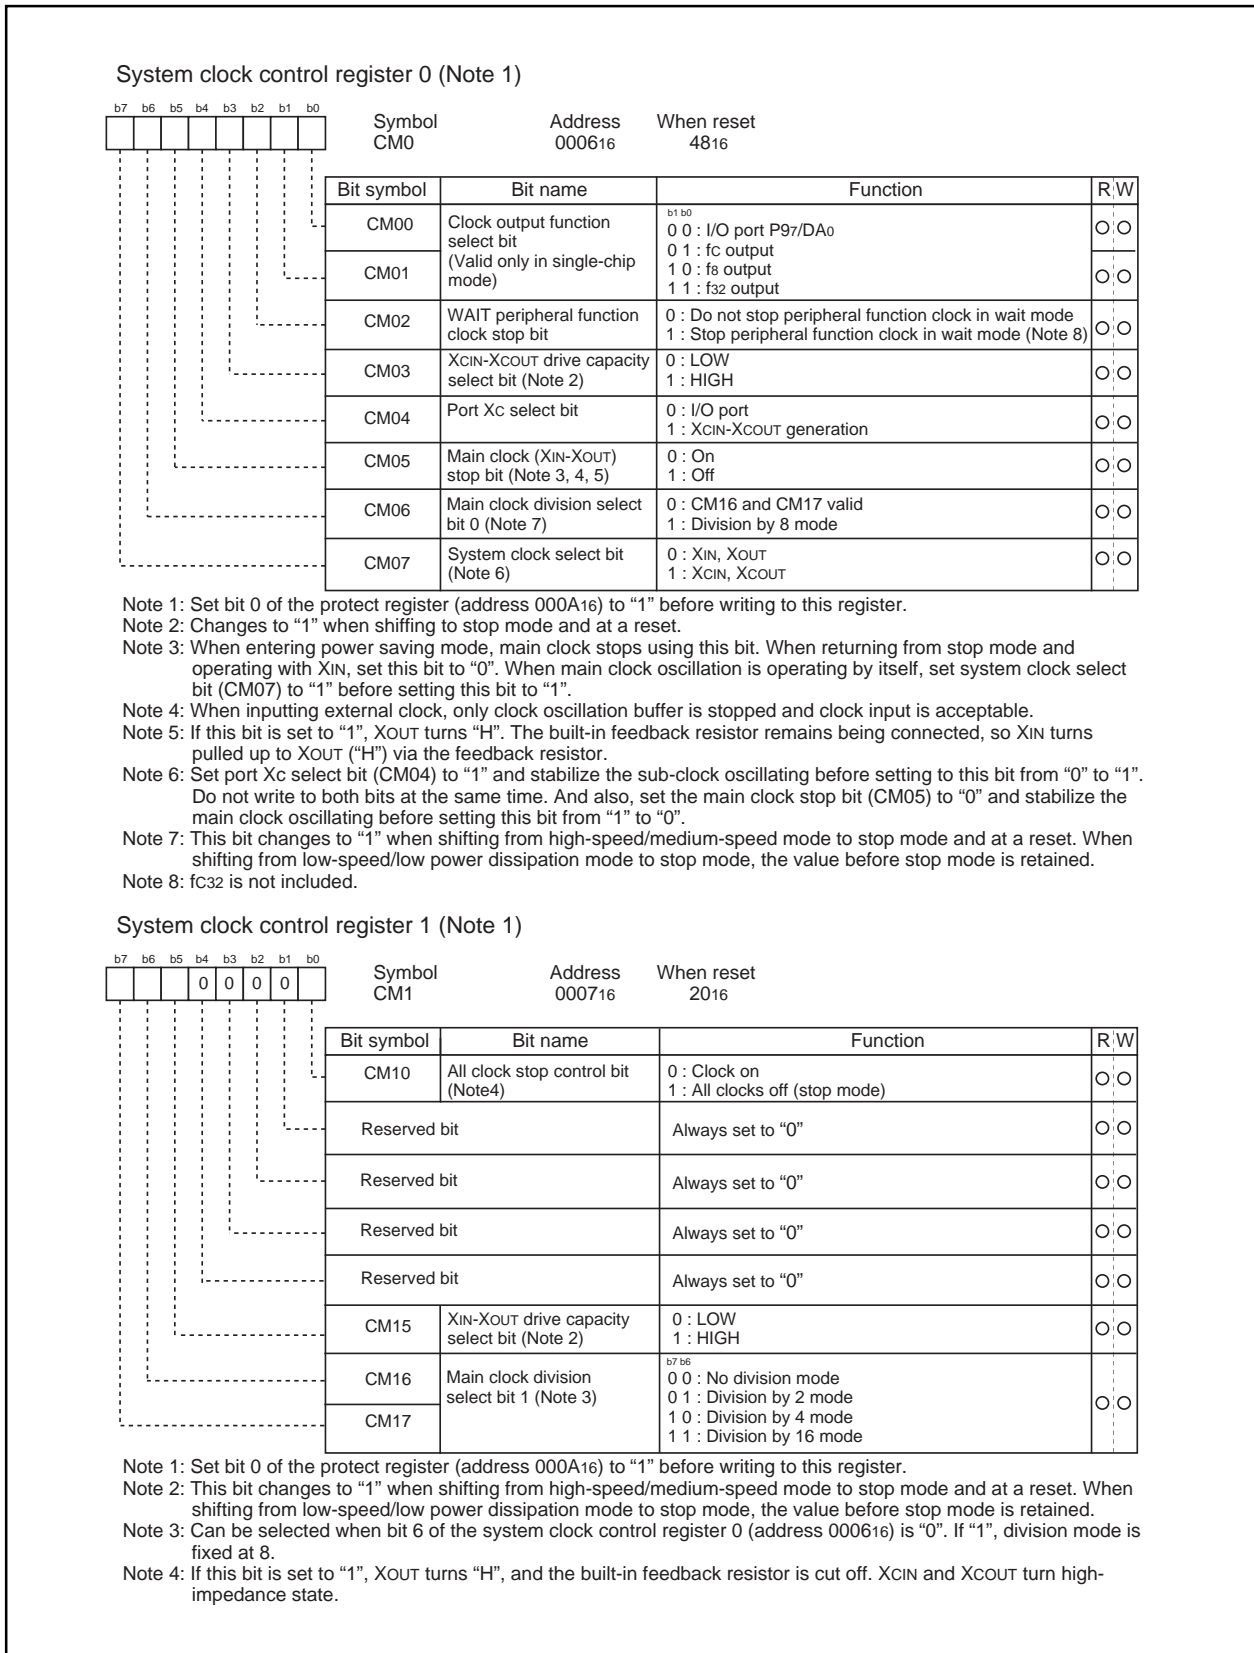 System clock control register 0 (Note 1)
b7 b6 b5 b4 b3 b2 b1 b0
Symbol Address When reset
CM0 000616 4816
Bit symbol Bit name Function R W
CM00 Clock output function select bit (Valid only in single-chip mode)
CM01
b1 b0
0 0 : I/O port P97/DA0
0 1 : fC output
1 0 : f8 output
1 1 : f32 output
CM02 WAIT peripheral function clock stop bit
0 : Do not stop peripheral function clock in wait mode
1 : Stop peripheral function clock in wait mode (Note 8)
CM03 XCIN-XCOUT drive capacity select bit (Note 2)
0 : LOW
1 : HIGH
CM04 Port XC select bit
0 : I/O port
1 : XCIN-XCOUT generation
CM05 Main clock (XIN-XOUT) stop bit (Note 3, 4, 5)
0 : On
1 : Off
CM06 Main clock division select bit 0 (Note 7)
0 : CM16 and CM17 valid
1 : Division by 8 mode
CM07 System clock select bit (Note 6)
0 : XIN, XOUT
1 : XCIN, XCOUT
Note 1: Set bit 0 of the protect register (address 000A16) to “1” before writing to this register.
Note 2: Changes to “1” when shiffing to stop mode and at a reset.
Note 3: When entering power saving mode, main clock stops using this bit. When returning from stop mode and
operating with XIN, set this bit to “0”. When main clock oscillation is operating by itself, set system clock select
bit (CM07) to “1” before setting this bit to “1”.
Note 4: When inputting external clock, only clock oscillation buffer is stopped and clock input is acceptable.
Note 5: If this bit is set to “1”, XOUT turns “H”. The built-in feedback resistor remains being connected, so XIN turns
pulled up to XOUT (“H”) via the feedback resistor.
Note 6: Set port Xc select bit (CM04) to “1” and stabilize the sub-clock oscillating before setting to this bit from “0” to “1”.
Do not write to both bits at the same time. And also, set the main clock stop bit (CM05) to “0” and stabilize the
main clock oscillating before setting this bit from “1” to “0”.
Note 7: This bit changes to “1” when shifting from high-speed/medium-speed mode to stop mode and at a reset. When
shifting from low-speed/low power dissipation mode to stop mode, the value before stop mode is retained.
Note 8: fC32 is not included.
System clock control register 1 (Note 1)
b7 b6 b5 b4 b3 b2 b1 b0
0 0 0 0
Symbol Address When reset
CM1 000716 2016
Bit symbol Bit name Function R W
CM10 All clock stop control bit (Note4)
0 : Clock on
1 : All clocks off (stop mode)
Reserved bit Always set to “0”
Reserved bit Always set to “0”
Reserved bit Always set to “0”
Reserved bit Always set to “0”
CM15 XIN-XOUT drive capacity select bit (Note 2)
0 : LOW
1 : HIGH
CM16 Main clock division select bit 1 (Note 3)
CM17
b7 b6
0 0 : No division mode
0 1 : Division by 2 mode
1 0 : Division by 4 mode
1 1 : Division by 16 mode
Note 1: Set bit 0 of the protect register (address 000A16) to “1” before writing to this register.
Note 2: This bit changes to “1” when shifting from high-speed/medium-speed mode to stop mode and at a reset. When
shifting from low-speed/low power dissipation mode to stop mode, the value before stop mode is retained.
Note 3: Can be selected when bit 6 of the system clock control register 0 (address 000616) is “0”. If “1”, division mode is
fixed at 8.
Note 4: If this bit is set to “1”, XOUT turns “H”, and the built-in feedback resistor is cut off. XCIN and XCOUT turn high-
impedance state.